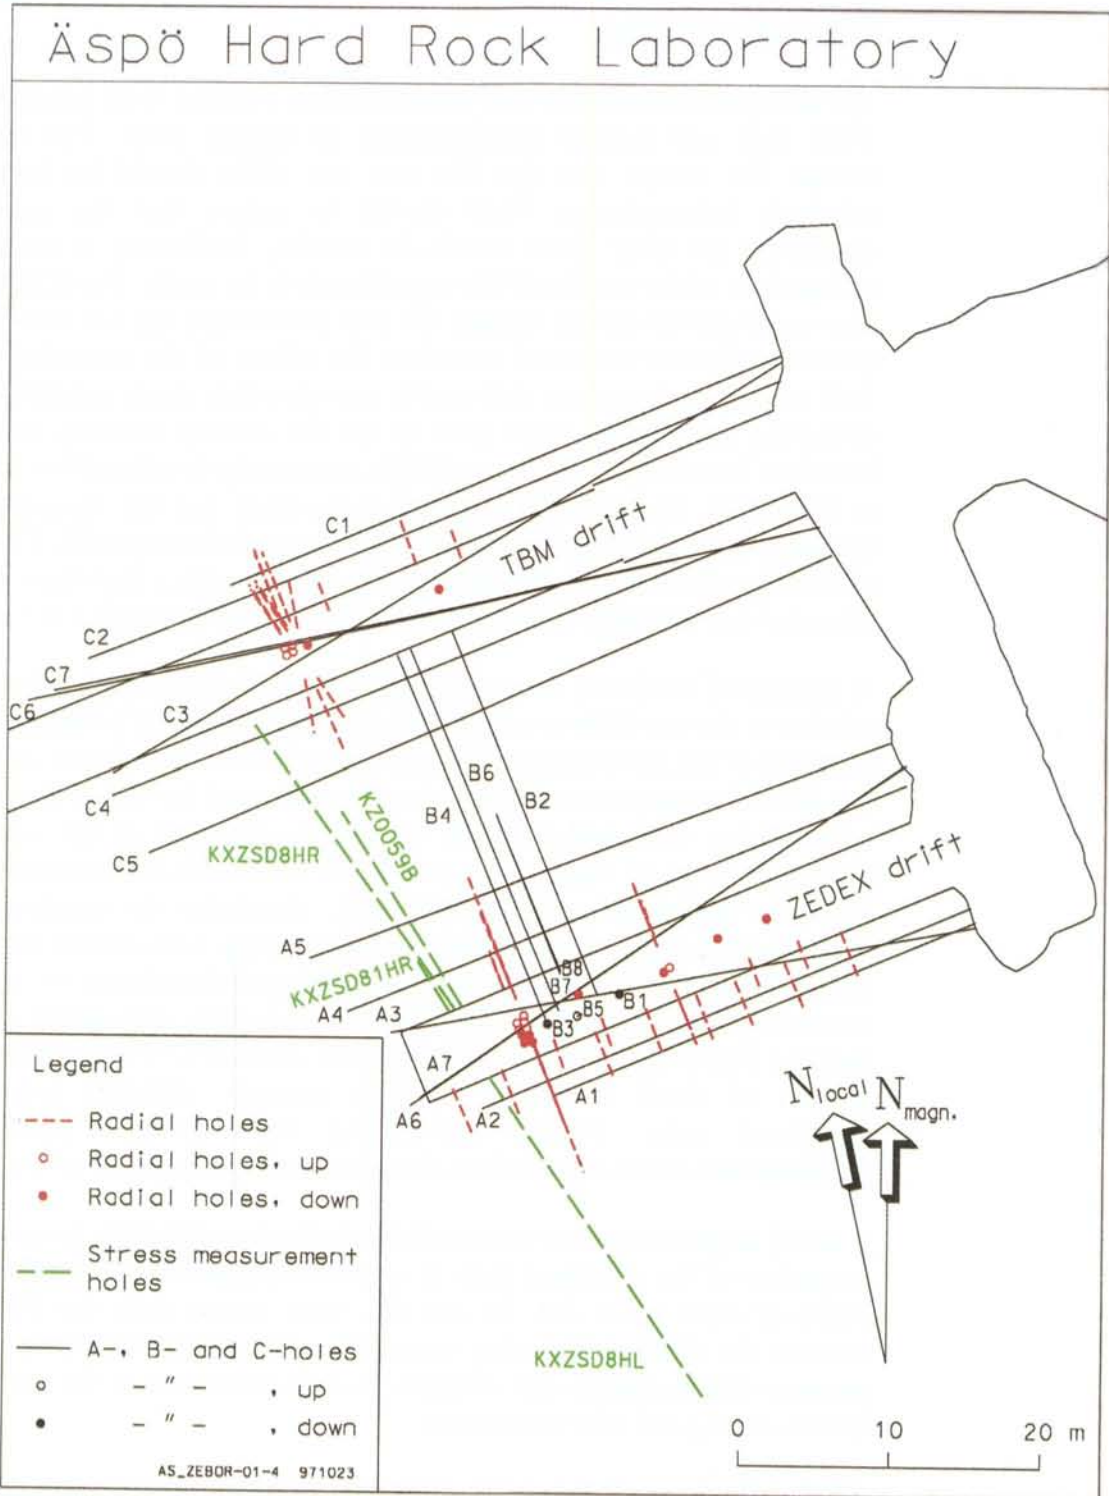 Äspö Hard Rock Laboratory
C1
TBM drift
C2
C7
C6
C3
C4
C5
B6
B4
B2
KZ0059B
KXZSD8HR
ZEDEX drift
A5
KXZSD81HR
A4
A3
B8
B7
B1
B5
B3
A7
A6
A2
A1
N local
N magn.
Legend
Radial holes
Radial holes, up
Radial holes, down
Stress measurement
holes
A-, B- and C-holes
- " - , up
- " - , down
AS_ZEBOR-01-4 971023
KXZSD8HL
0 10 20 m